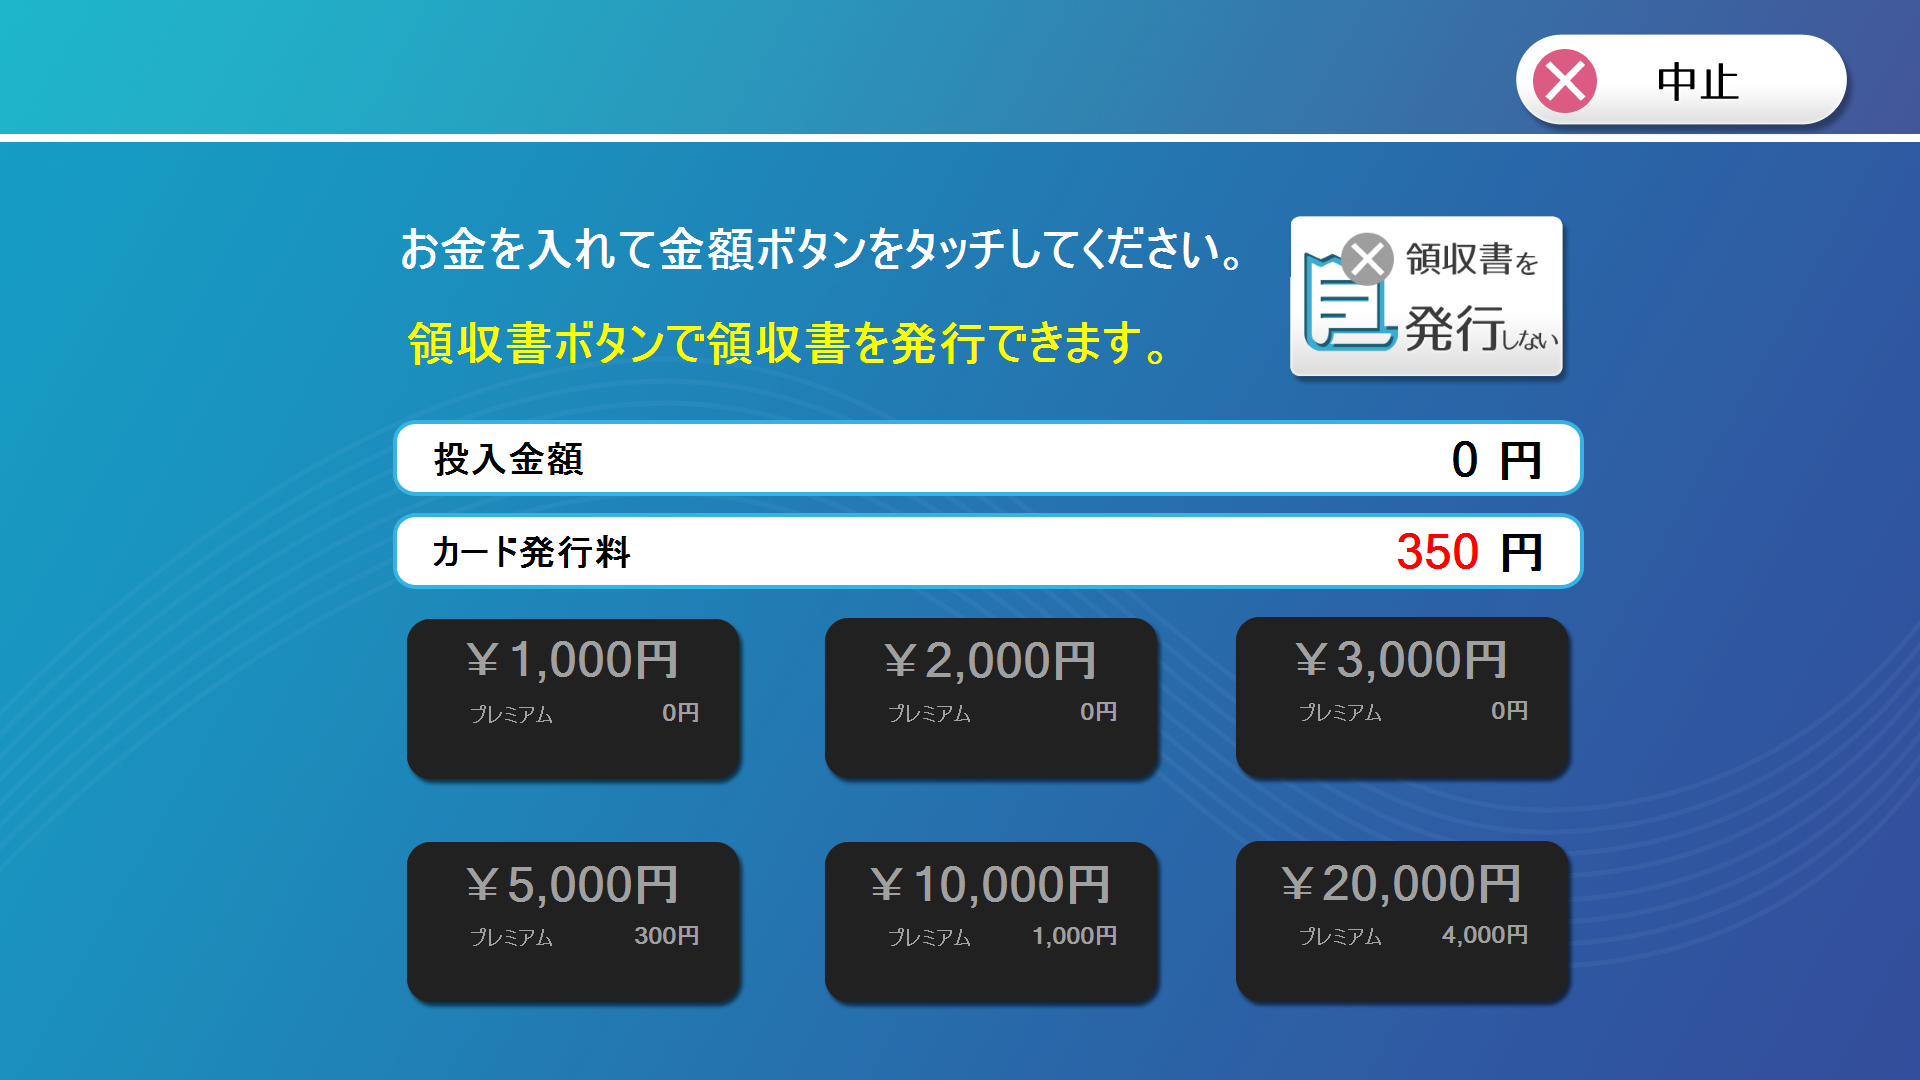 中止
お金を入れて金額ボタンをタッチしてください。
領収書ボタンで領収書を発行できます。
領収書を
発行しない
投入金額 0 円
カード発行料 350 円
￥1,000円 ￥2,000円 ￥3,000円
プレミアム 0円 プレミアム 0円 プレミアム 0円
￥5,000円 ￥10,000円 ￥20,000円
プレミアム 300円 プレミアム 1,000円 プレミアム 4,000円